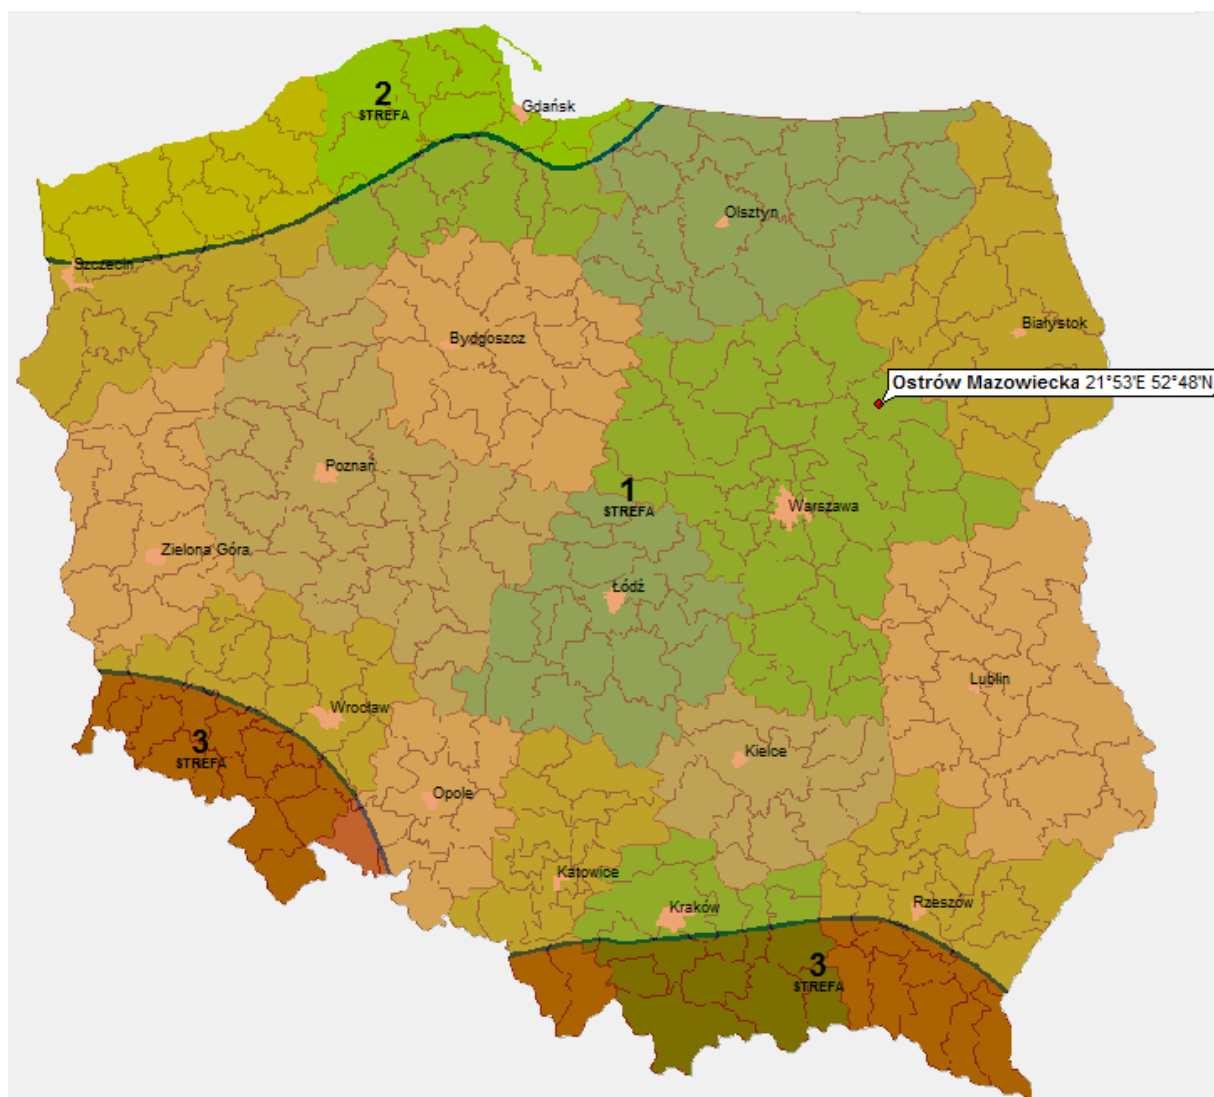 2
STREFA
Gdańsk
Olsztyn
Szczecin
Białystok
Bydgoszcz
Ostrów Mazowiecka 21°53'E 52°48'N
Poznań
1
STREFA
Warszawa
Zielona Góra
Łódź
Lublin
Wrocław
3
STREFA
Kielce
Opole
Katowice
Kraków
Rzeszów
3
STREFA